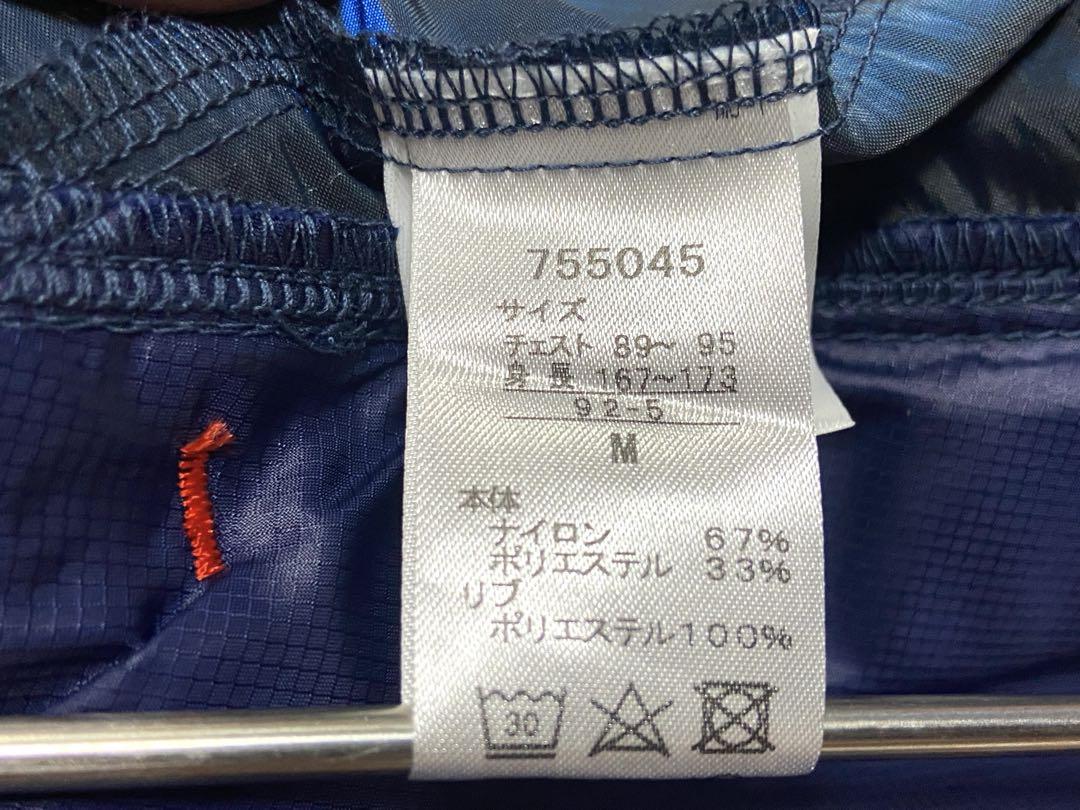 755045
サイズ
チェスト 89～ 95
身長 167～173
92-5
M
本体
ナイロン 67%
ポリエステル 33%
リブ
ポリエステル100%
30